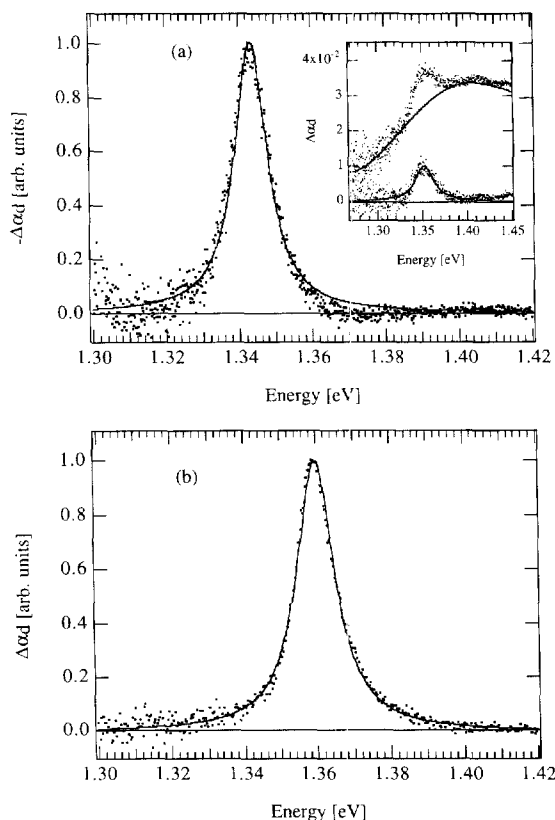 (a)
-Δαd [arb. units]
1.0
0.8
0.6
0.4
0.2
0.0
1.30 1.32 1.34 1.36 1.38 1.40 1.42
Energy [eV]
Δαd
4x10-2
3
2
1
0
1.30 1.35 1.40 1.45
Energy [eV]
(b)
Δαd [arb. units]
1.0
0.8
0.6
0.4
0.2
0.0
1.30 1.32 1.34 1.36 1.38 1.40 1.42
Energy [eV]